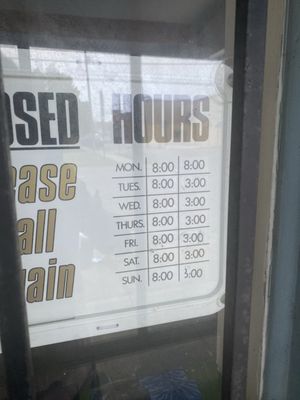 OSED HOURS
ease
all
ain
MON. 8:00 8:00
TUES. 8:00 3:00
WED. 8:00 3:00
THURS. 8:00 3:00
FRI. 8:00 3:00
SAT. 8:00 3:00
SUN. 8:00 3:00